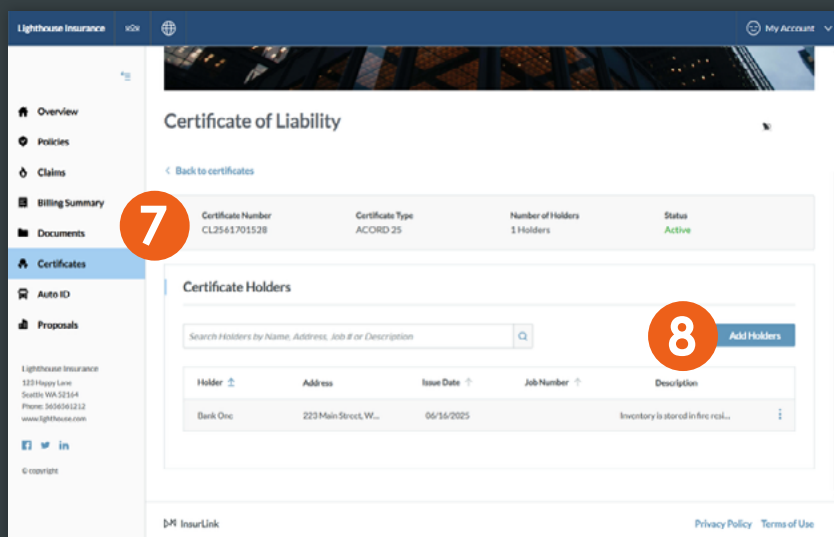 Lighthouse Insurance
My Account
Overview
Policies
Claims
Billing Summary
Documents
Certificates
Auto ID
Proposals
Lighthouse Insurance
123 Happy Lane
Seattle WA 52164
Phone: 5656561212
www.lighthouse.com
© copyright
Certificate of Liability
Back to certificates
7
Certificate Number Certificate Type Number of Holders Status
CL2561701528 ACORD 25 1 Holders Active
Certificate Holders
Search Holders by Name, Address, Job # or Description
8
Add Holders
Holder Address Issue Date Job Number Description
Bank One 223 Main Street, W... 06/16/2025 Inventory is stored in fire resi...
InsurLink
Privacy Policy Terms of Use